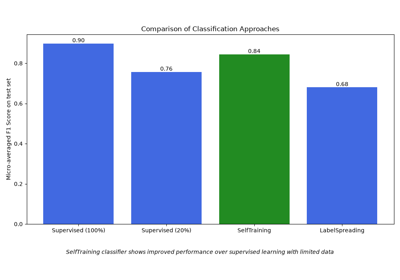 Comparison of Classification Approaches
Micro-averaged F1 Score on test set
0.8
0.6
0.4
0.2
0.0
0.90
0.76
0.84
0.68
Supervised (100%)
Supervised (20%)
SelfTraining
LabelSpreading
SelfTraining classifier shows improved performance over supervised learning with limited data